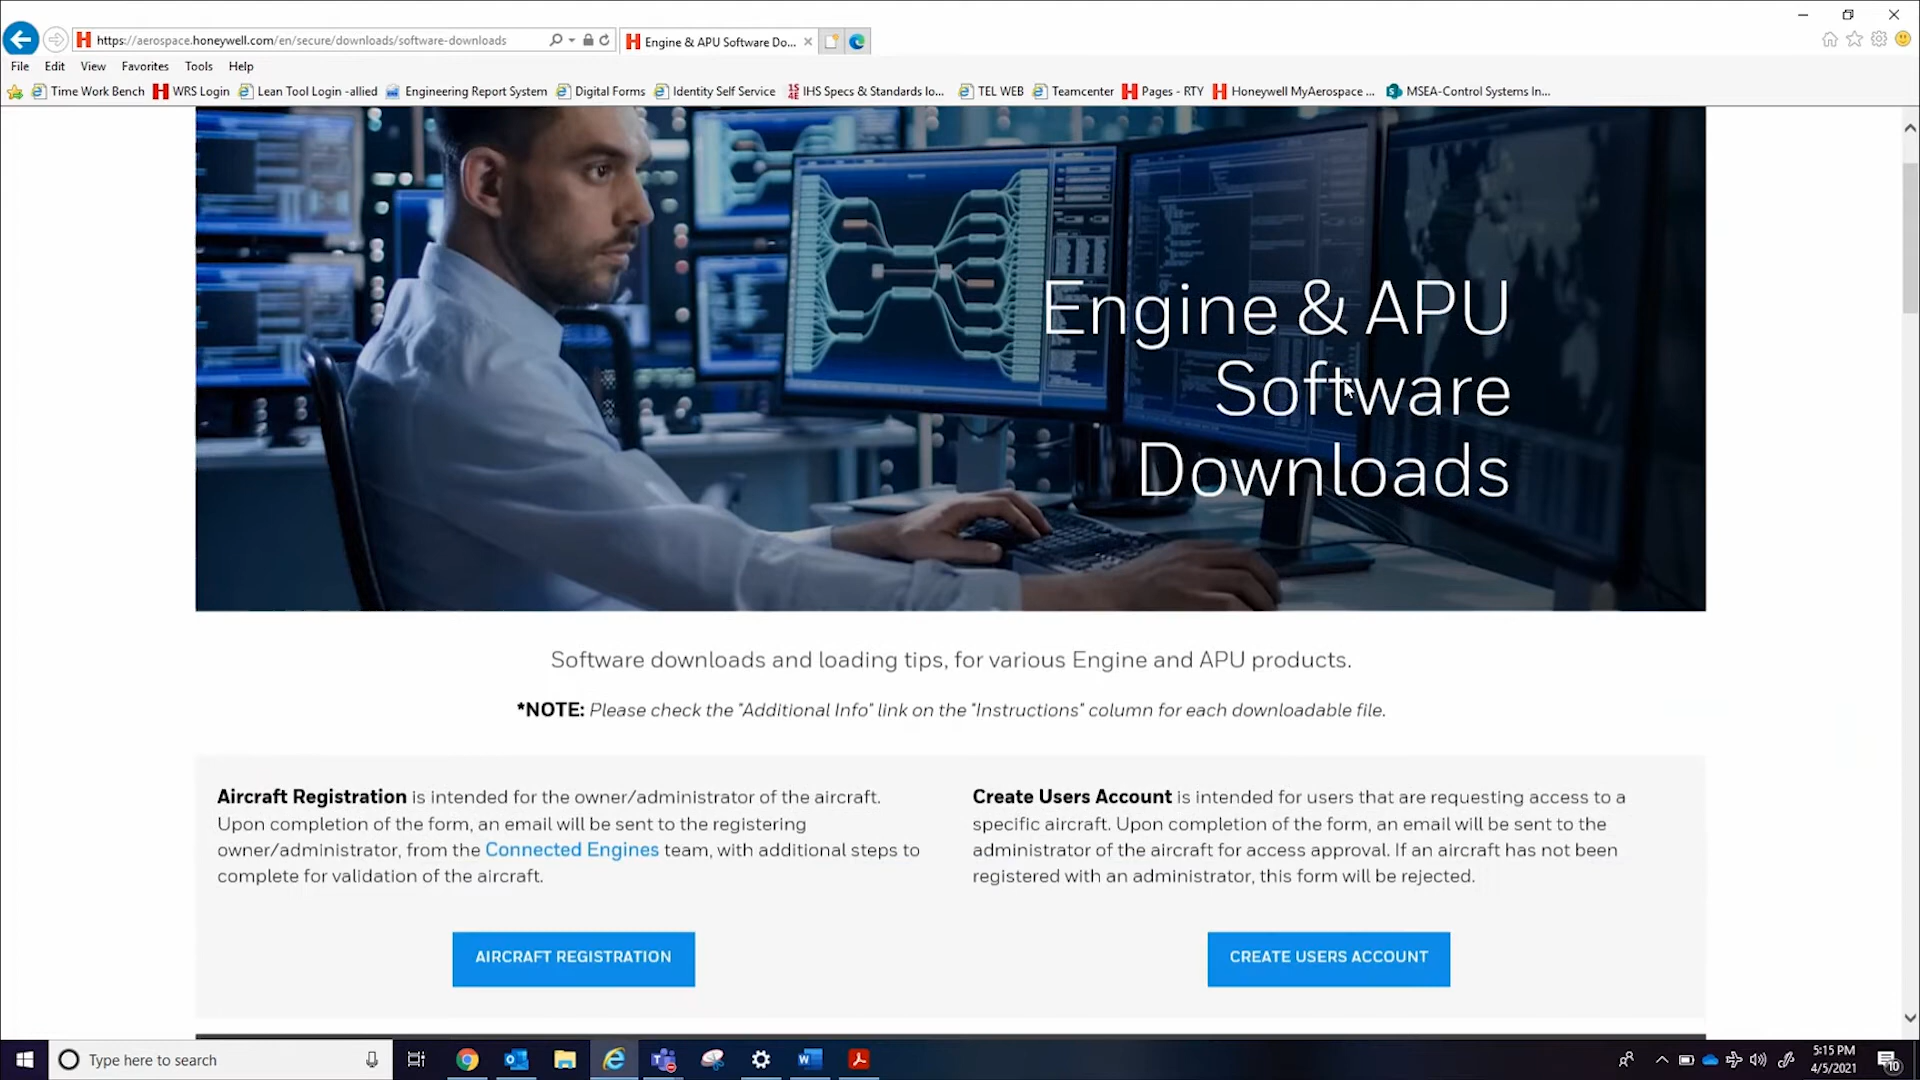 https://aerospace.honeywell.com/en/secure/downloads/software-downloads
Engine & APU Software Do...
File Edit View Favorites Tools Help
Time Work Bench WRS Login Lean Tool Login -allied Engineering Report System Digital Forms Identity Self Service IHS Specs & Standards lo... TEL WEB Teamcenter Pages - RTY Honeywell MyAerospace ... MSEA-Control Systems In...
Engine & APU
Software
Downloads
Software downloads and loading tips, for various Engine and APU products.
*NOTE: Please check the "Additional Info" link on the "Instructions" column for each downloadable file.
Aircraft Registration is intended for the owner/administrator of the aircraft.
Upon completion of the form, an email will be sent to the registering
owner/administrator, from the Connected Engines team, with additional steps to
complete for validation of the aircraft.
AIRCRAFT REGISTRATION
Create Users Account is intended for users that are requesting access to a
specific aircraft. Upon completion of the form, an email will be sent to the
administrator of the aircraft for access approval. If an aircraft has not been
registered with an administrator, this form will be rejected.
CREATE USERS ACCOUNT
Type here to search
5:15 PM
4/5/2021
10